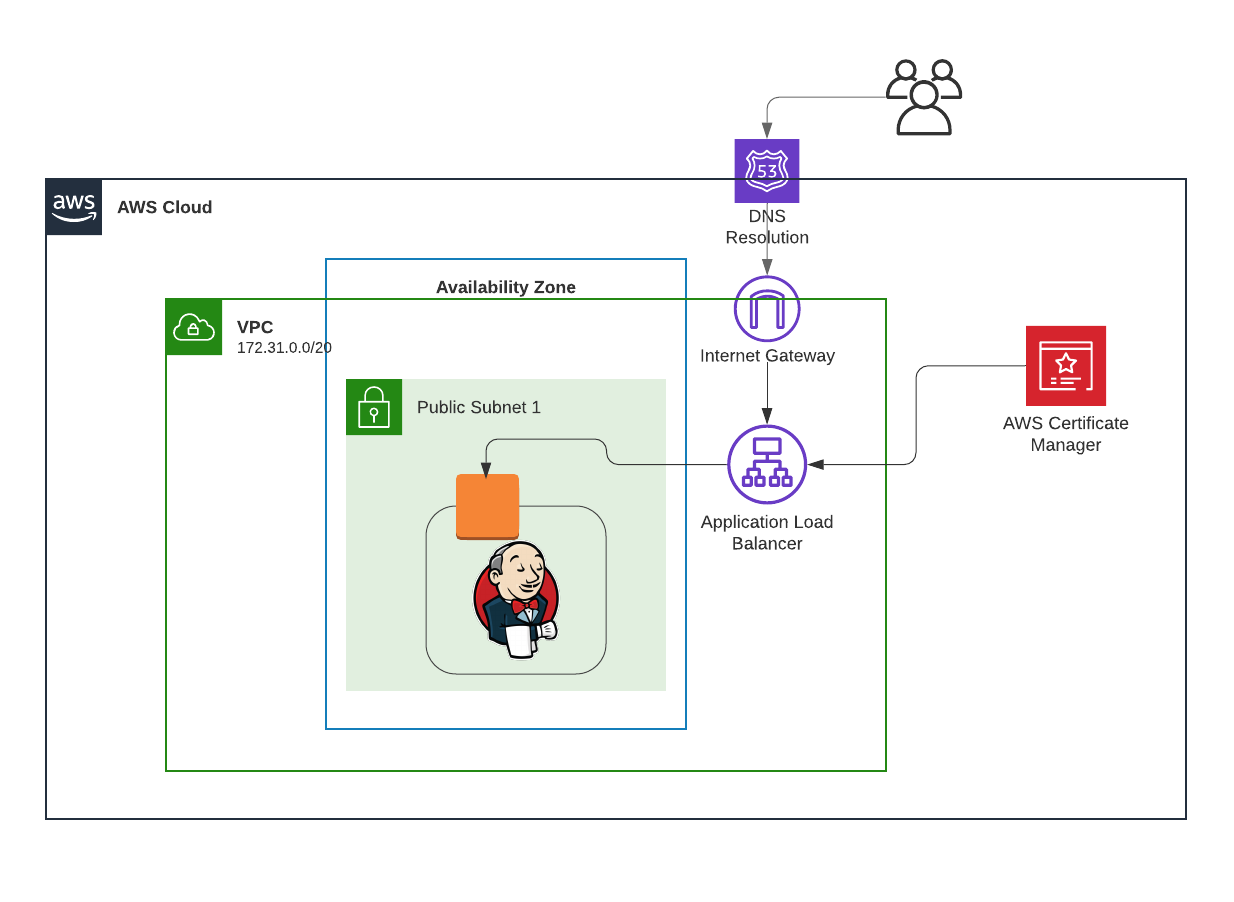 53
DNS
Resolution
aws
AWS Cloud
Availability Zone
VPC
172.31.0.0/20
Internet Gateway
Public Subnet 1
AWS Certificate
Manager
Application Load
Balancer